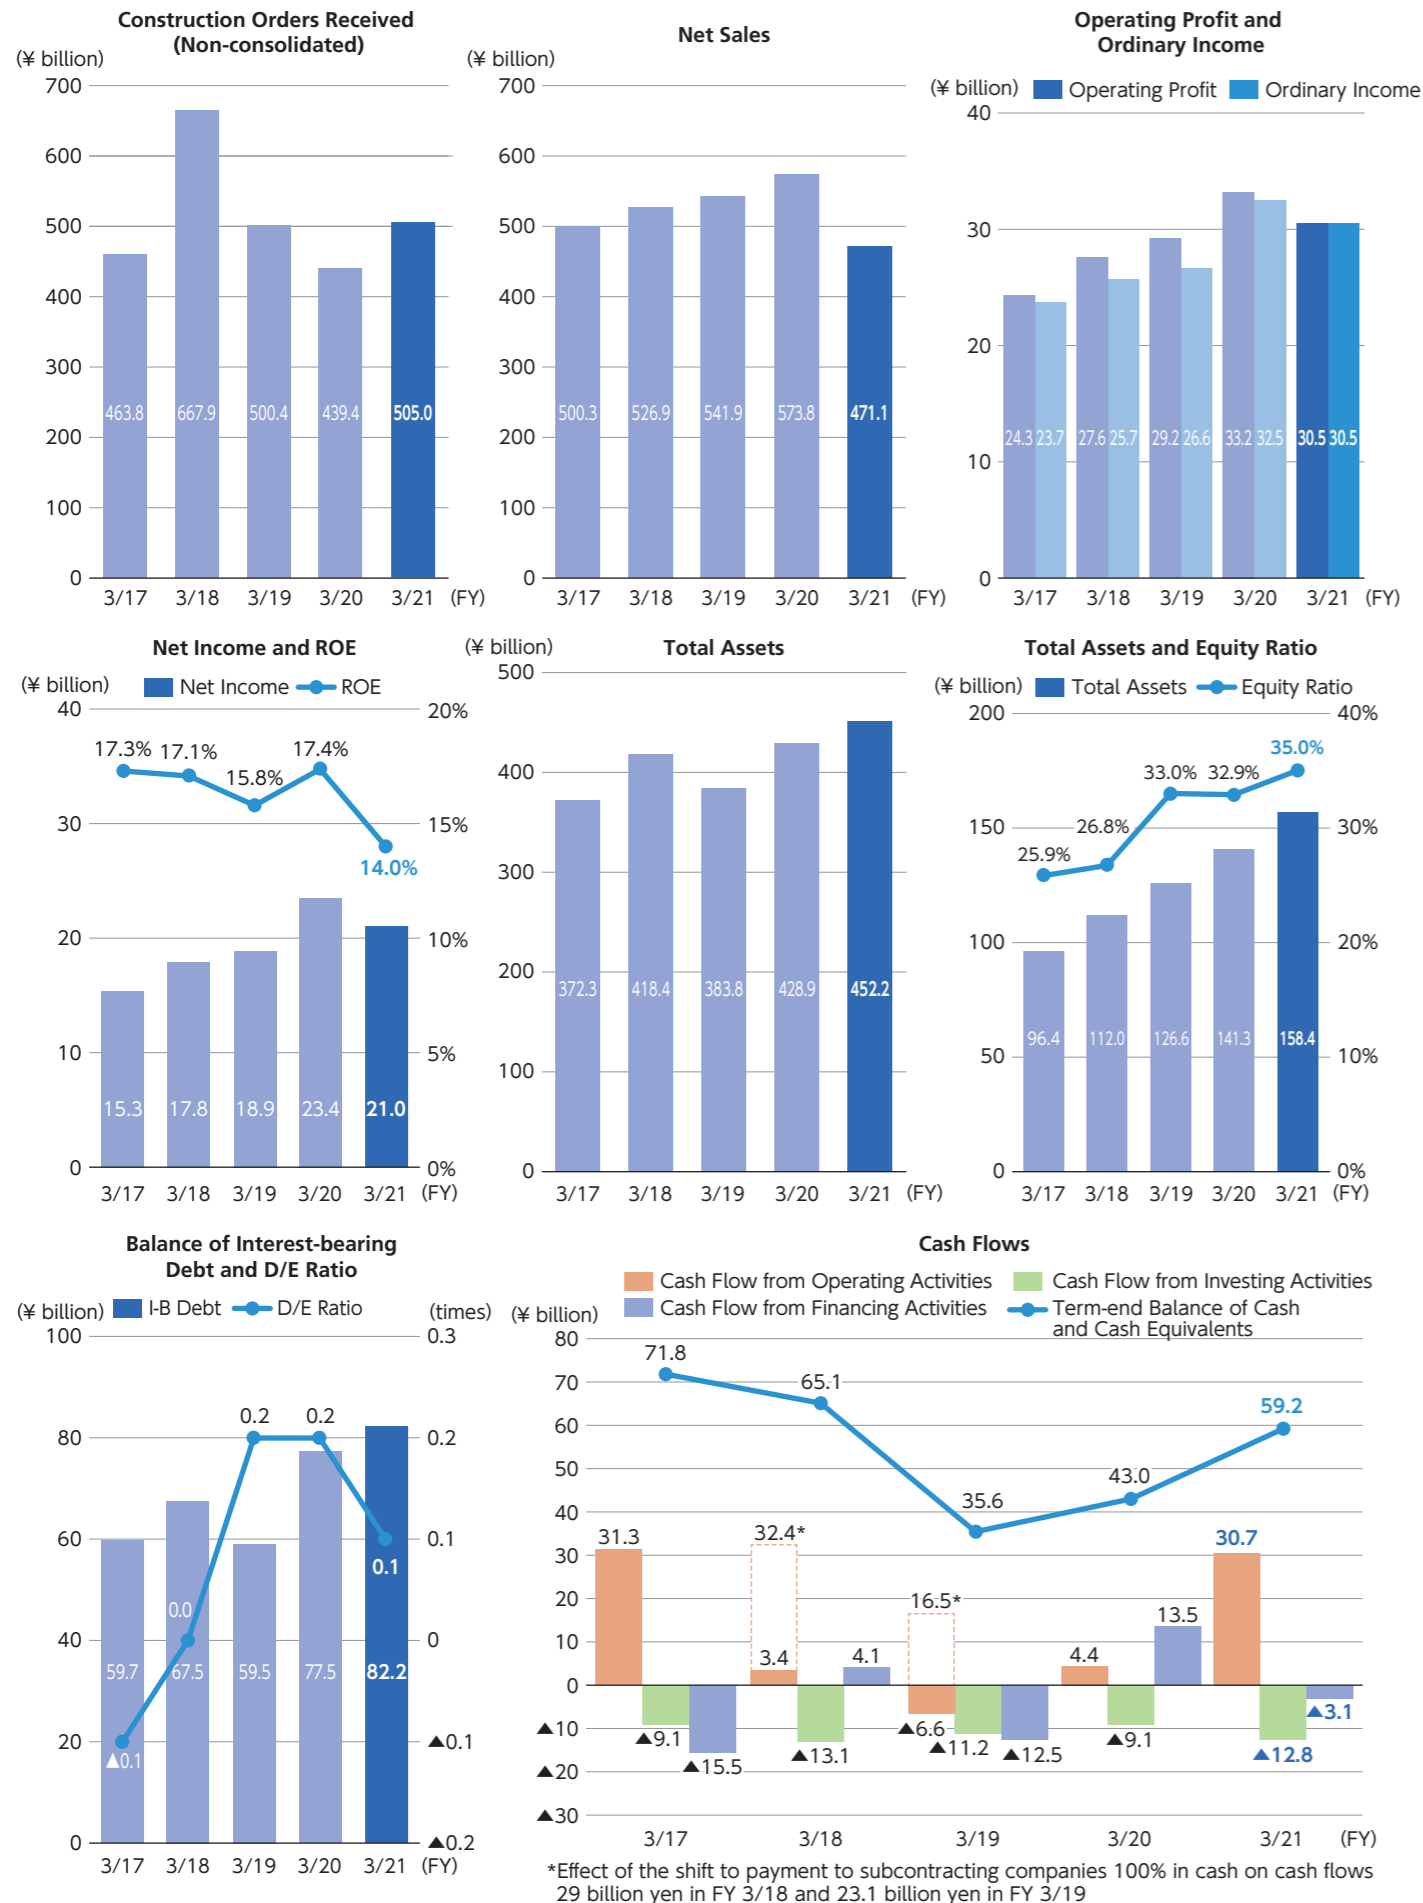 Construction Orders Received
(Non-consolidated)
(¥ billion)
700
600
500
400
300
200
100
0
463.8 667.9 500.4 439.4 505.0
3/17 3/18 3/19 3/20 3/21 (FY)
Net Sales
(¥ billion)
700
600
500
400
300
200
100
0
500.3 526.9 541.9 573.8 471.1
3/17 3/18 3/19 3/20 3/21 (FY)
Operating Profit and
Ordinary Income
(¥ billion) Operating Profit Ordinary Income
40
30
20
10
0
24.3 23.7 27.6 25.7 29.2 26.6 33.2 32.5 30.5 30.5
3/17 3/18 3/19 3/20 3/21 (FY)
Net Income and ROE
(¥ billion) Net Income ROE
40 20%
17.3% 17.1% 15.8% 17.4%
30 15%
14.0%
20 10%
10 5%
15.3 17.8 18.9 23.4 21.0
0 0%
3/17 3/18 3/19 3/20 3/21 (FY)
Total Assets
(¥ billion)
500
400
300
200
100
0
372.3 418.4 383.8 428.9 452.2
3/17 3/18 3/19 3/20 3/21 (FY)
Total Assets and Equity Ratio
(¥ billion) Total Assets Equity Ratio
200 40%
25.9% 26.8% 33.0% 32.9% 35.0%
150 30%
100 20%
96.4 112.0 126.6 141.3 158.4
50 10%
0 0%
3/17 3/18 3/19 3/20 3/21 (FY)
Balance of Interest-bearing
Debt and D/E Ratio
(¥ billion) I-B Debt D/E Ratio (times)
100 0.3
0.2 0.2
80 0.2
60 0.1
0.1
0.0
40 0
59.7 67.5 59.5 77.5 82.2
20 ▲0.1
▲0.1
0 ▲0.2
3/17 3/18 3/19 3/20 3/21 (FY)
Cash Flows
Cash Flow from Operating Activities Cash Flow from Investing Activities
Cash Flow from Financing Activities Term-end Balance of Cash
and Cash Equivalents
(¥ billion)
80
70
60
50
40
30
20
10
0
▲10
▲20
▲30
71.8 65.1 35.6 43.0 59.2
31.3 32.4* 16.5* 30.7
3.4 4.1 4.4 13.5
▲9.1 ▲15.5 ▲13.1 ▲6.6 ▲11.2 ▲12.5 ▲9.1 ▲12.8 ▲3.1
3/17 3/18 3/19 3/20 3/21 (FY)
*Effect of the shift to payment to subcontracting companies 100% in cash on cash flows
29 billion yen in FY 3/18 and 23.1 billion yen in FY 3/19